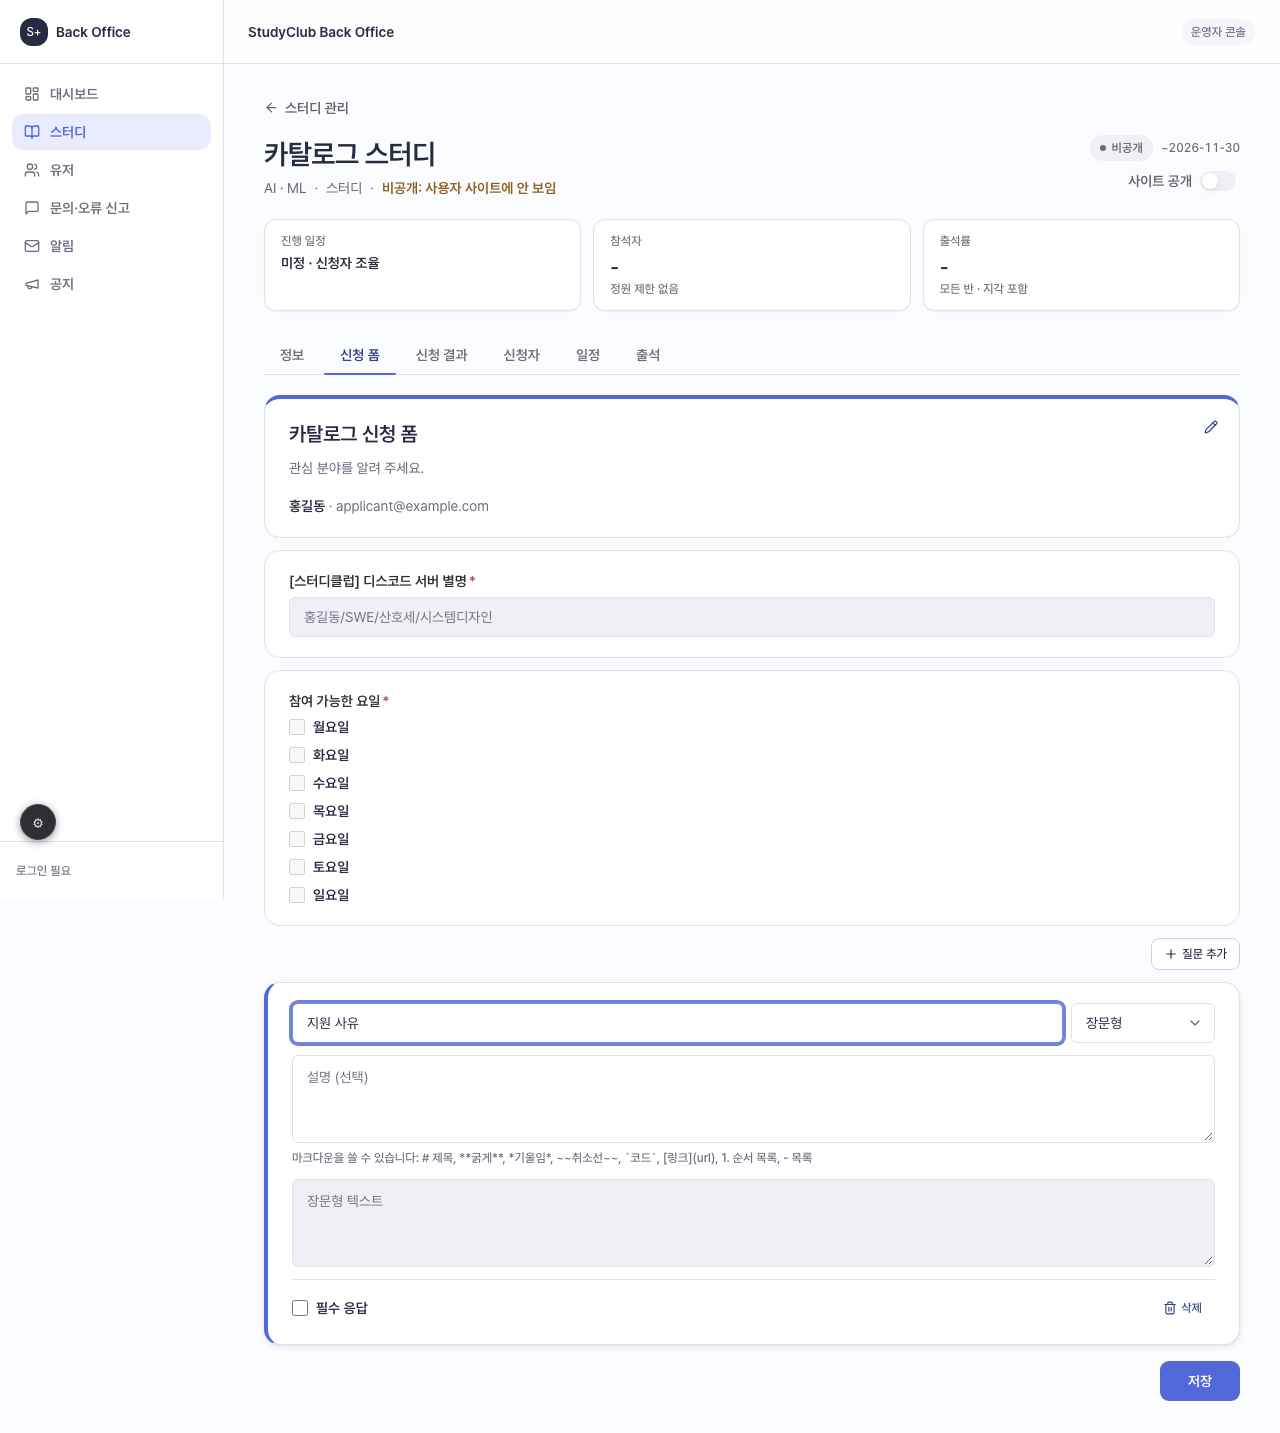 S+ Back Office
StudyClub Back Office
운영자 콘솔
대시보드
스터디
유저
문의·오류 신고
알림
공지
로그인 필요
스터디 관리
카탈로그 스터디
AI · ML · 스터디 · 비공개: 사용자 사이트에 안 보임
비공개 ~2026-11-30
사이트 공개
진행 일정
미정 · 신청자 조율
참석자
-
정원 제한 없음
출석률
-
모든 반 · 지각 포함
정보 신청 폼 신청 결과 신청자 일정 출석
카탈로그 신청 폼
관심 분야를 알려 주세요.
홍길동 · applicant@example.com
[스터디클럽] 디스코드 서버 별명 *
홍길동/SWE/산호세/시스템디자인
참여 가능한 요일 *
월요일
화요일
수요일
목요일
금요일
토요일
일요일
질문 추가
지원 사유
장문형
설명 (선택)
마크다운을 쓸 수 있습니다: # 제목, **굵게**, *기울임*, ~~취소선~~, `코드`, [링크](url), 1. 순서 목록, - 목록
장문형 텍스트
필수 응답
삭제
저장